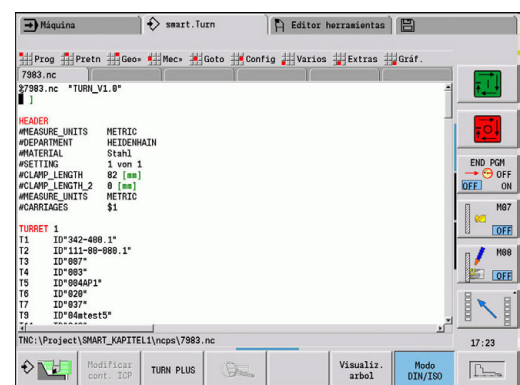 Máquina
smart.Turn
Editor herramientas
Prog Pretn Geo» Mec» Goto Config Varios Extras Gráf.
7983.nc
%7983.nc "TURN_V1.0"
[ ]
HEADER
#MEASURE_UNITS METRIC
#DEPARTMENT HEIDENHAIN
#MATERIAL Stahl
#SETTING 1 von 1
#CLAMP_LENGTH 82 [mm]
#CLAMP_LENGTH_2 0 [mm]
#MEASURE_UNITS METRIC
#CARRIAGES $1
TURRET 1
T1 ID"342-400.1"
T2 ID"111-80-080.1"
T3 ID"007"
T4 ID"003"
T5 ID"004AP1"
T6 ID"020"
T7 ID"037"
T9 ID"04mtest5"
TNC:\Project\SMART_KAPITEL1\ncps\7983.nc
END PGM
OFF
OFF ON
M07
OFF
M08
OFF
17:23
Modificar
cont. ICP
TURN PLUS
Visualiz.
arbol
Modo
DIN/ISO